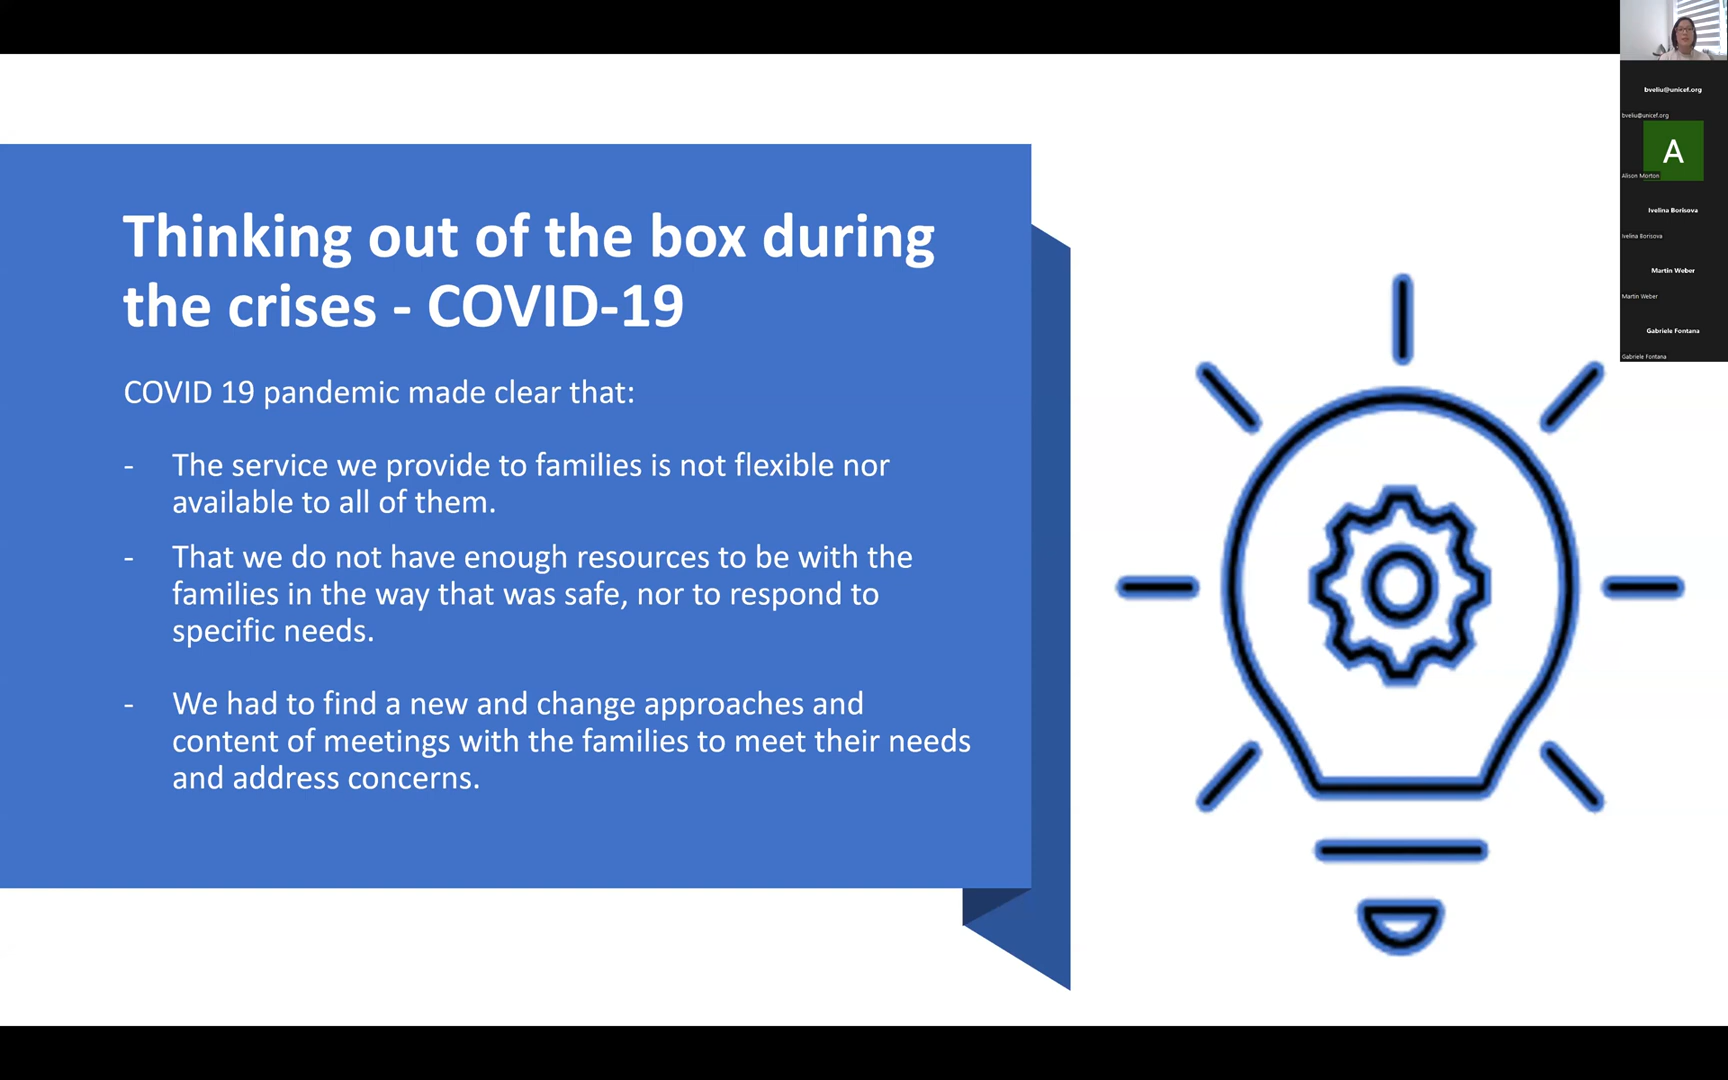 Thinking out of the box during
the crises - COVID-19
COVID 19 pandemic made clear that:
- The service we provide to families is not flexible nor
available to all of them.
- That we do not have enough resources to be with the
families in the way that was safe, nor to respond to
specific needs.
- We had to find a new and change approaches and
content of meetings with the families to meet their needs
and address concerns.
bveliu@unicef.org
bveliu@unicef.org
A
Alison Morton
Ivelina Borisova
Ivelina Borisova
Martin Weber
Martin Weber
Gabriele Fontana
Gabriele Fontana